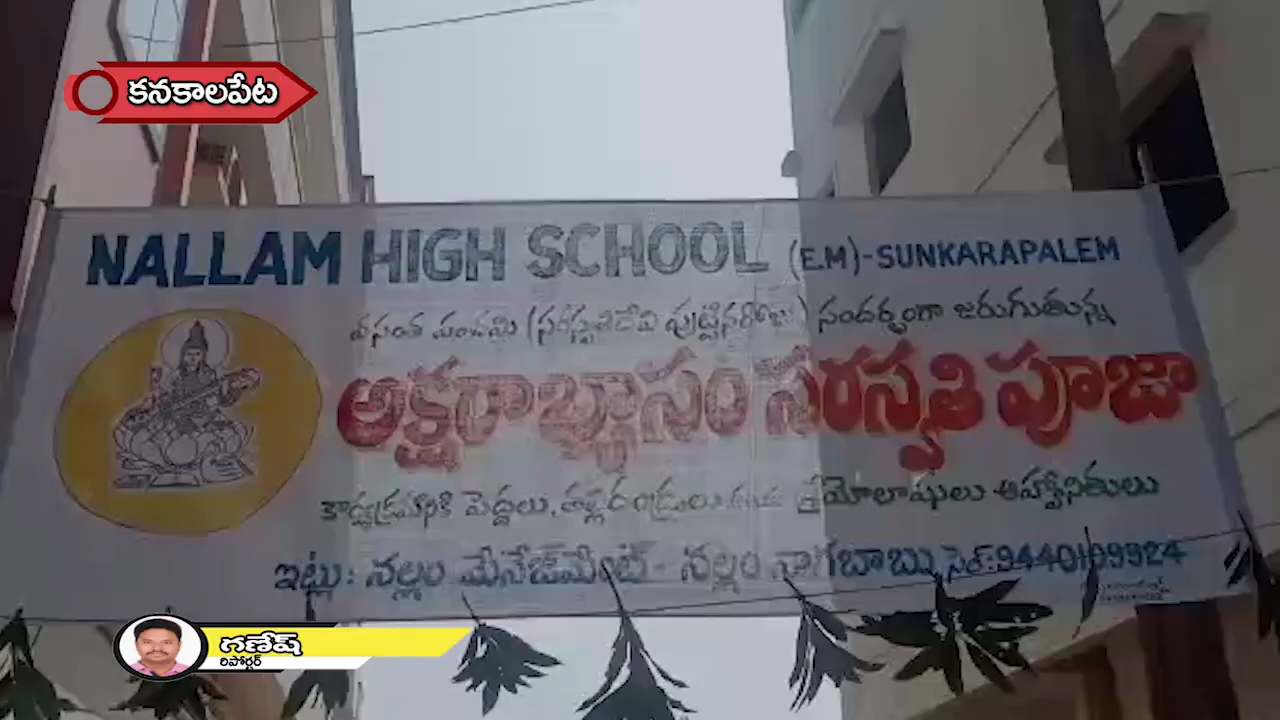 కనకాలపేట
NALLAM HIGH SCHOOL (E.M)-SUNKARAPALEM
వసంత పంచమి (సరస్వతిదేవి పుట్టినరోజు) సందర్భంగా జరుగుతున్న
అక్షరాభ్యాసం సరస్వతి పూజా
కార్యక్రమానికి పెద్దలు, తల్లిదండ్రులు, శ్రేయోభిలాషులు ఆహ్వానితులు
ఇట్లు: నల్లం మేనేజ్‌మెంట్ - నల్లం నాగబాబు, సెల్: 9440109924
గణేష్
రిపోర్టర్